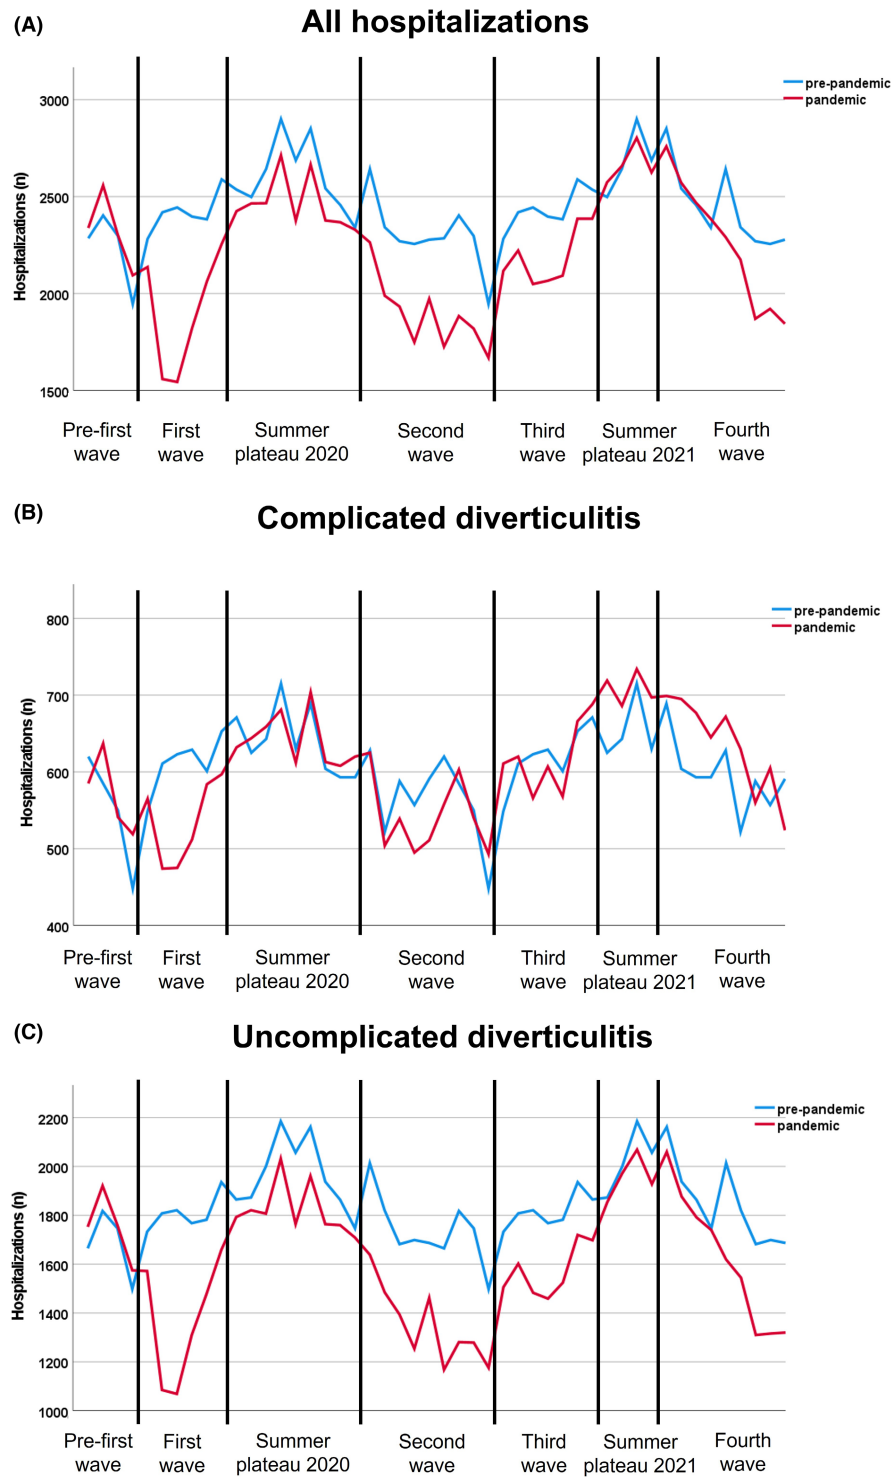 (A)
All hospitalizations
pre-pandemic
pandemic
Hospitalizations (n)
3000
2500
2000
1500
Pre-first
wave
First
wave
Summer
plateau 2020
Second
wave
Third
wave
Summer
plateau 2021
Fourth
wave
(B)
Complicated diverticulitis
pre-pandemic
pandemic
Hospitalizations (n)
800
700
600
500
400
Pre-first
wave
First
wave
Summer
plateau 2020
Second
wave
Third
wave
Summer
plateau 2021
Fourth
wave
(C)
Uncomplicated diverticulitis
pre-pandemic
pandemic
Hospitalizations (n)
2200
2000
1800
1600
1400
1200
1000
Pre-first
wave
First
wave
Summer
plateau 2020
Second
wave
Third
wave
Summer
plateau 2021
Fourth
wave